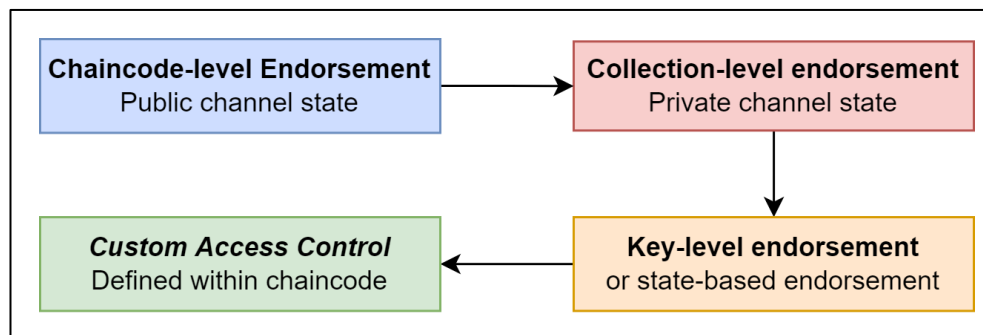 Chaincode-level Endorsement
Public channel state
Collection-level endorsement
Private channel state
Custom Access Control
Defined within chaincode
Key-level endorsement
or state-based endorsement